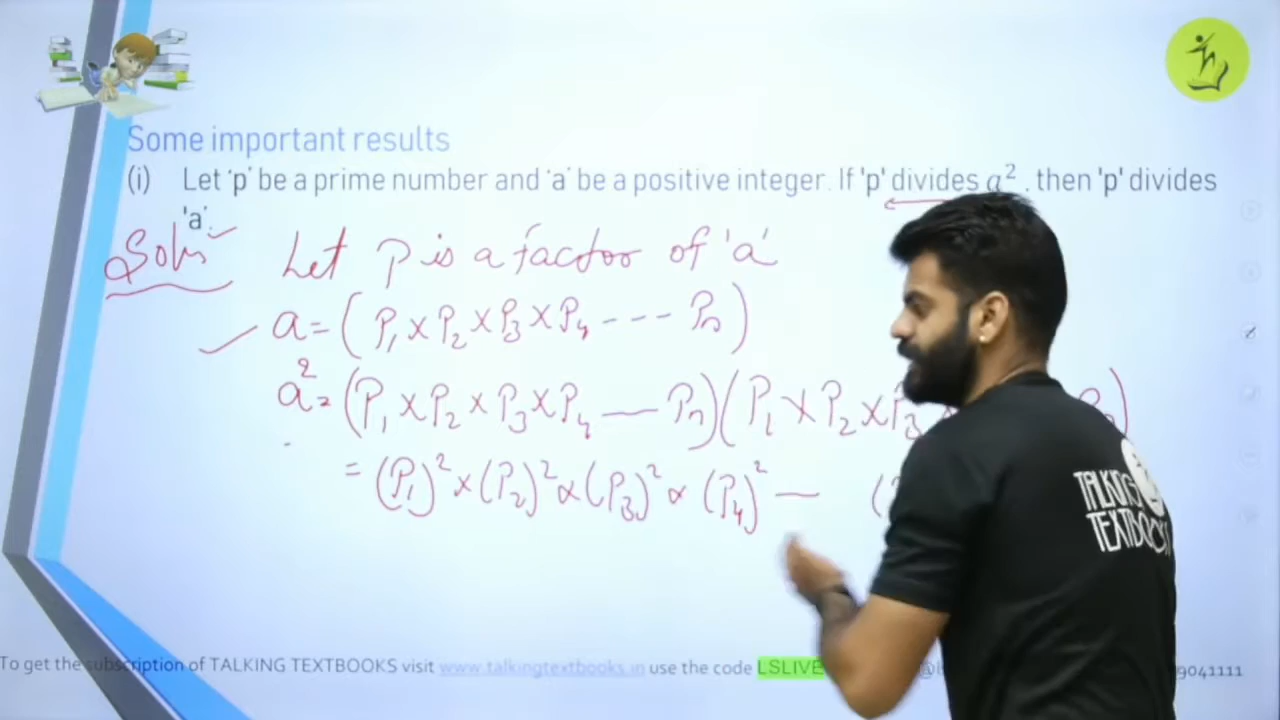 Some important results
(i) Let 'p' be a prime number and 'a' be a positive integer. If 'p' divides a², then 'p' divides
'a'.
Soln Let P is a factor of 'a'
a = (P₁ × P₂ × P₃ × P₄ --- Pₙ)
a² = (P₁ × P₂ × P₃ × P₄ — Pₙ)(P₁ × P₂ × P₃
= (P₁)² × (P₂)² × (P₃)² × (P₄)² — (
TALKING
TEXTBOOKS
To get the subscription of TALKING TEXTBOOKS visit www.talkingtextbooks.in use the code LSLIVE 9041111